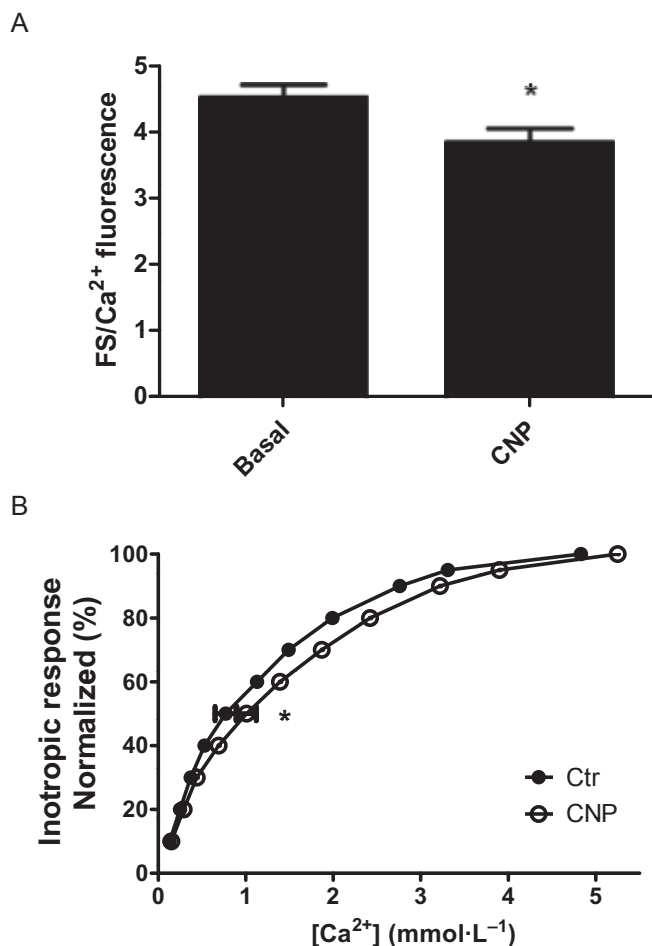 A
5
4
3
2
1
0
FS/Ca²⁺ fluorescence
*
Basal
CNP
B
100
80
60
40
20
0
Inotropic response
Normalized (%)
*
Ctr
CNP
0 1 2 3 4 5
[Ca²⁺] (mmol·L⁻¹)